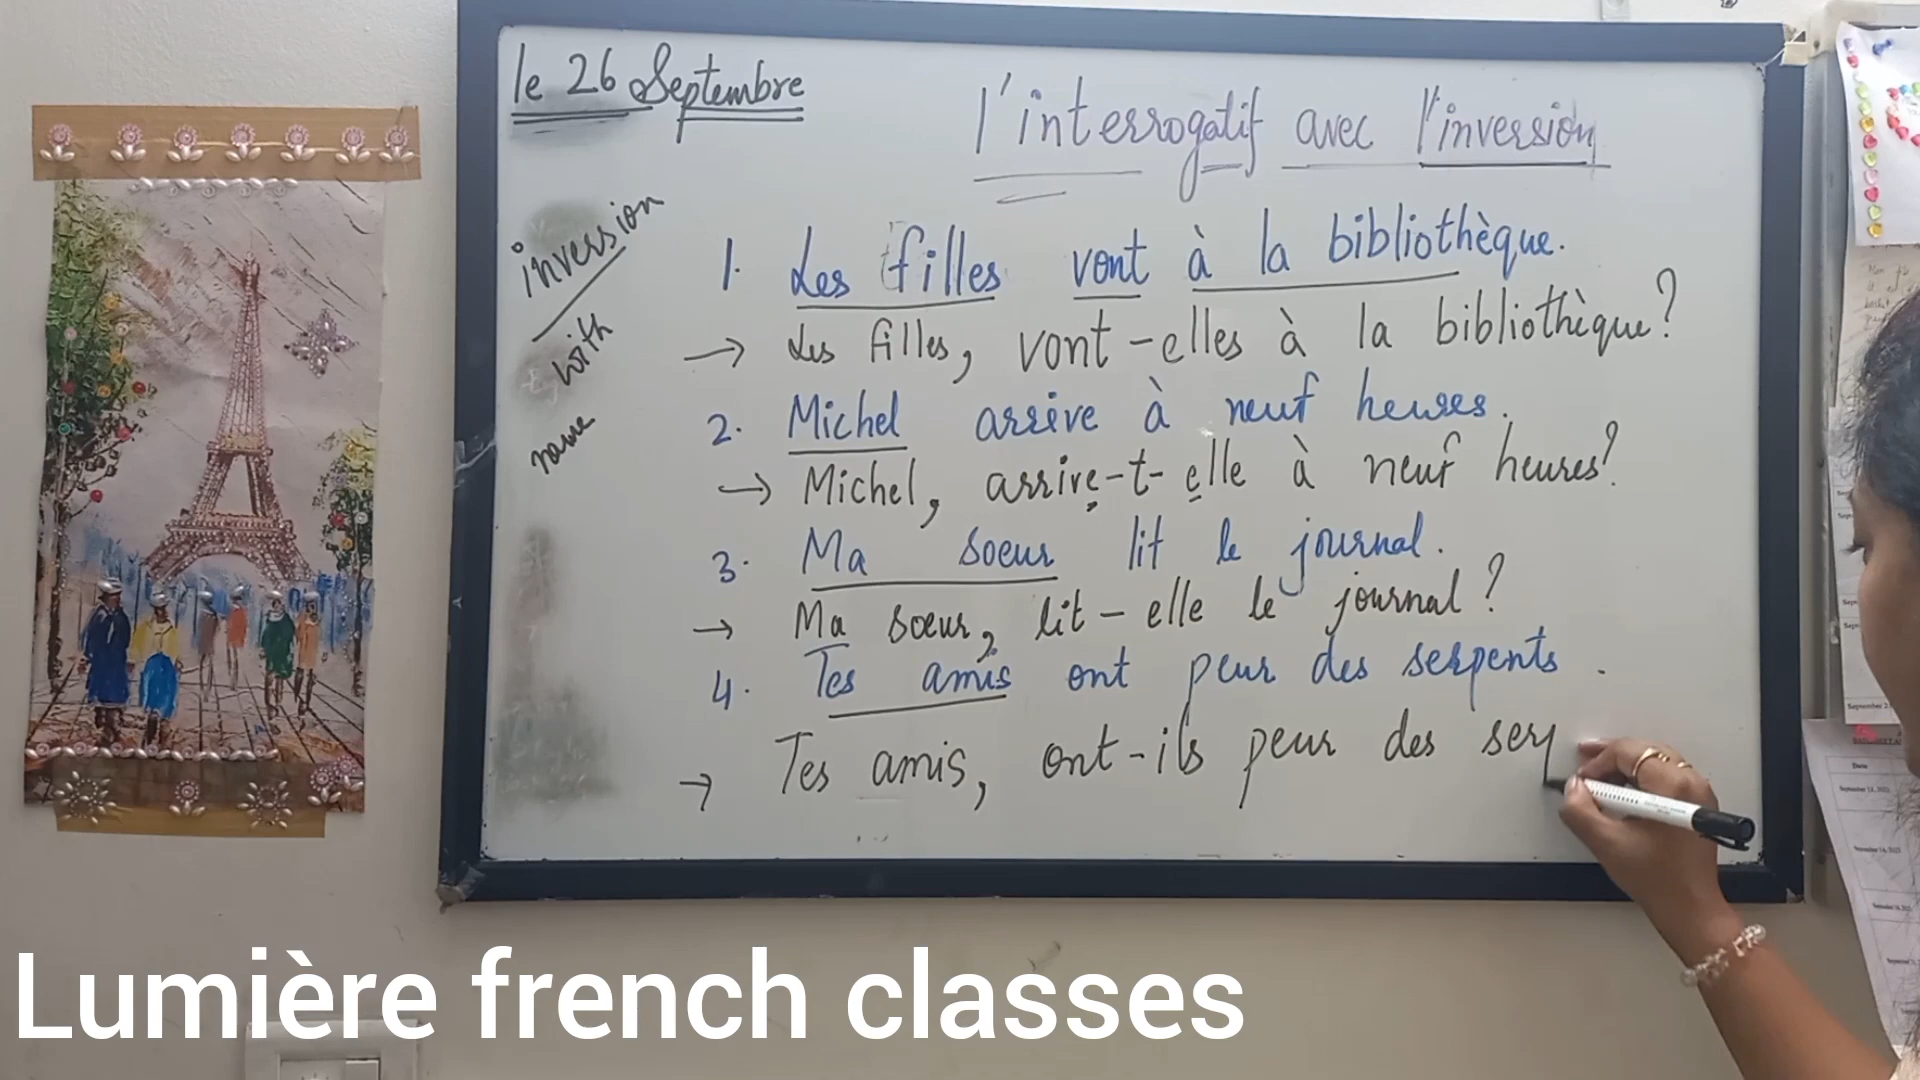 le 26 Septembre
l'interrogatif avec l'inversion
inversion
with
name
1. Les filles vont à la bibliothèque.
→ Les filles, vont-elles à la bibliothèque?
2. Michel arrive à neuf heures.
→ Michel, arrive-t-elle à neuf heures?
3. Ma soeur lit le journal.
→ Ma soeur, lit-elle le journal?
4. Tes amis ont peur des serpents.
→ Tes amis, ont-ils peur des serp
Lumière french classes